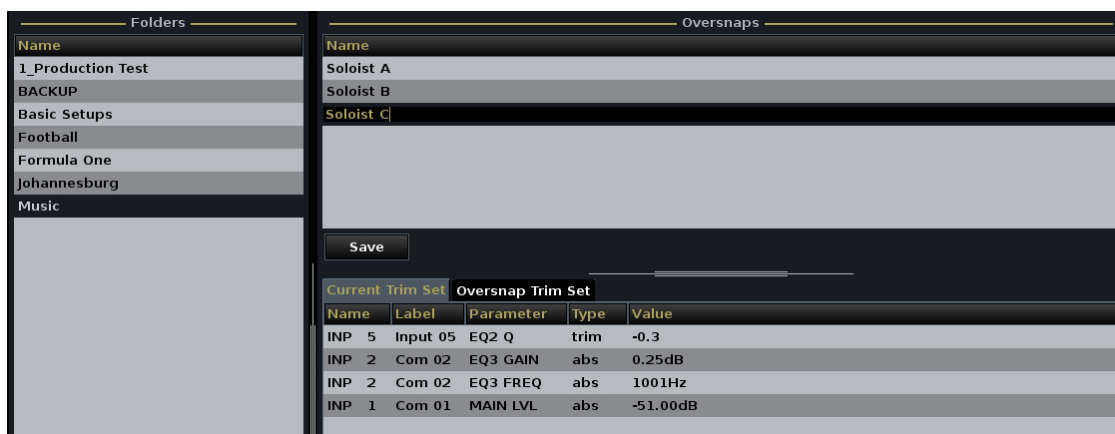 Folders
Name
1_Production Test
BACKUP
Basic Setups
Football
Formula One
Johannesburg
Music
Oversnaps
Name
Soloist A
Soloist B
Soloist C
Save
Current Trim Set Oversnap Trim Set
Name Label Parameter Type Value
INP 5 Input 05 EQ2 Q trim -0.3
INP 2 Com 02 EQ3 GAIN abs 0.25dB
INP 2 Com 02 EQ3 FREQ abs 1001Hz
INP 1 Com 01 MAIN LVL abs -51.00dB